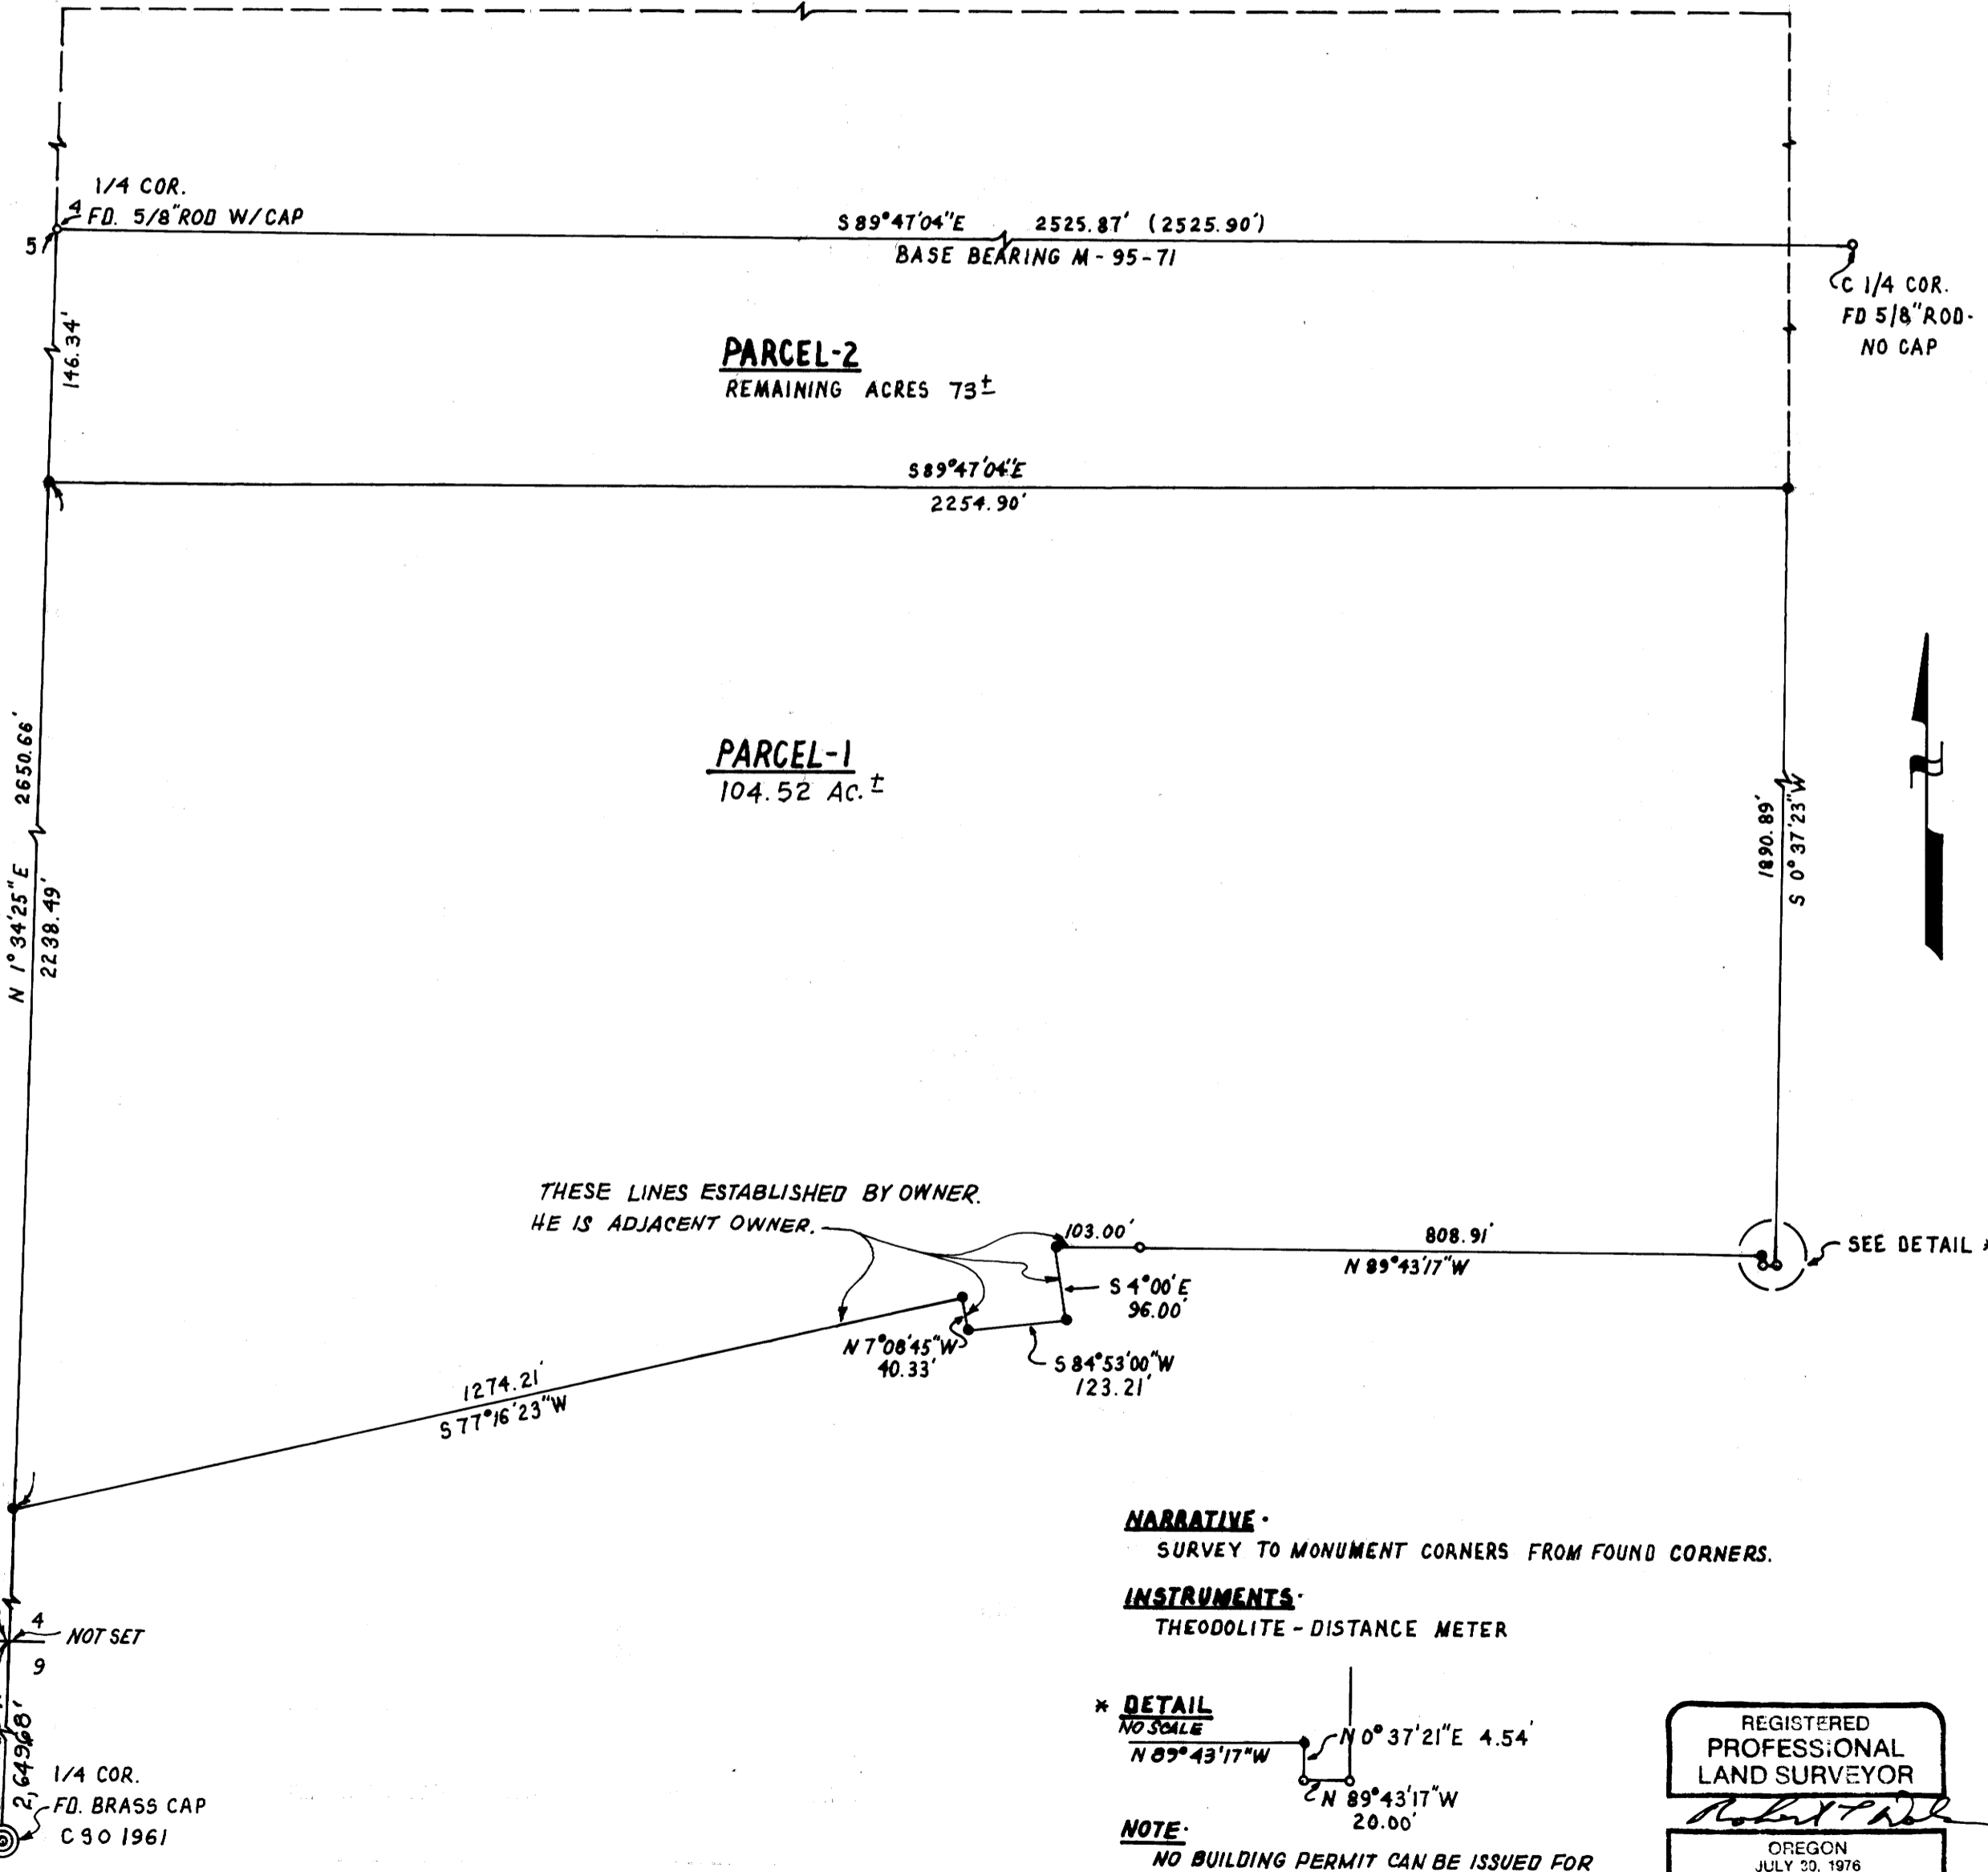 1/4 COR.
4
FD. 5/8" ROD W/CAP
5
S 89°47'04"E 2525.87' (2525.90')
BASE BEARING M-95-71
C 1/4 COR.
FD 5/8" ROD-
NO CAP
146.34'
PARCEL-2
REMAINING ACRES 73±
S89°47'04"E
2254.90'
N 1°34'25"E 2650.66'
2238.49'
PARCEL-1
104.52 AC.±
1890.89'
S 0°37'23"W
THESE LINES ESTABLISHED BY OWNER.
HE IS ADJACENT OWNER.
103.00'
808.91'
N 89°43'17"W
SEE DETAIL *
S 4°00'E
96.00'
N 7°08'45"W
40.33'
S 84°53'00"W
123.21'
1274.21'
S 77°16'23"W
NARRATIVE.
SURVEY TO MONUMENT CORNERS FROM FOUND CORNERS.
INSTRUMENTS.
THEODOLITE - DISTANCE METER
4
NOT SET
9
2,649.68'
1/4 COR.
FD. BRASS CAP
CSO 1961
* DETAIL
NO SCALE
N 89°43'17"W
N 0°37'21"E 4.54'
N 89°43'17"W
20.00'
NOTE.
NO BUILDING PERMIT CAN BE ISSUED FOR
REGISTERED
PROFESSIONAL
LAND SURVEYOR
OREGON
JULY 30, 1976